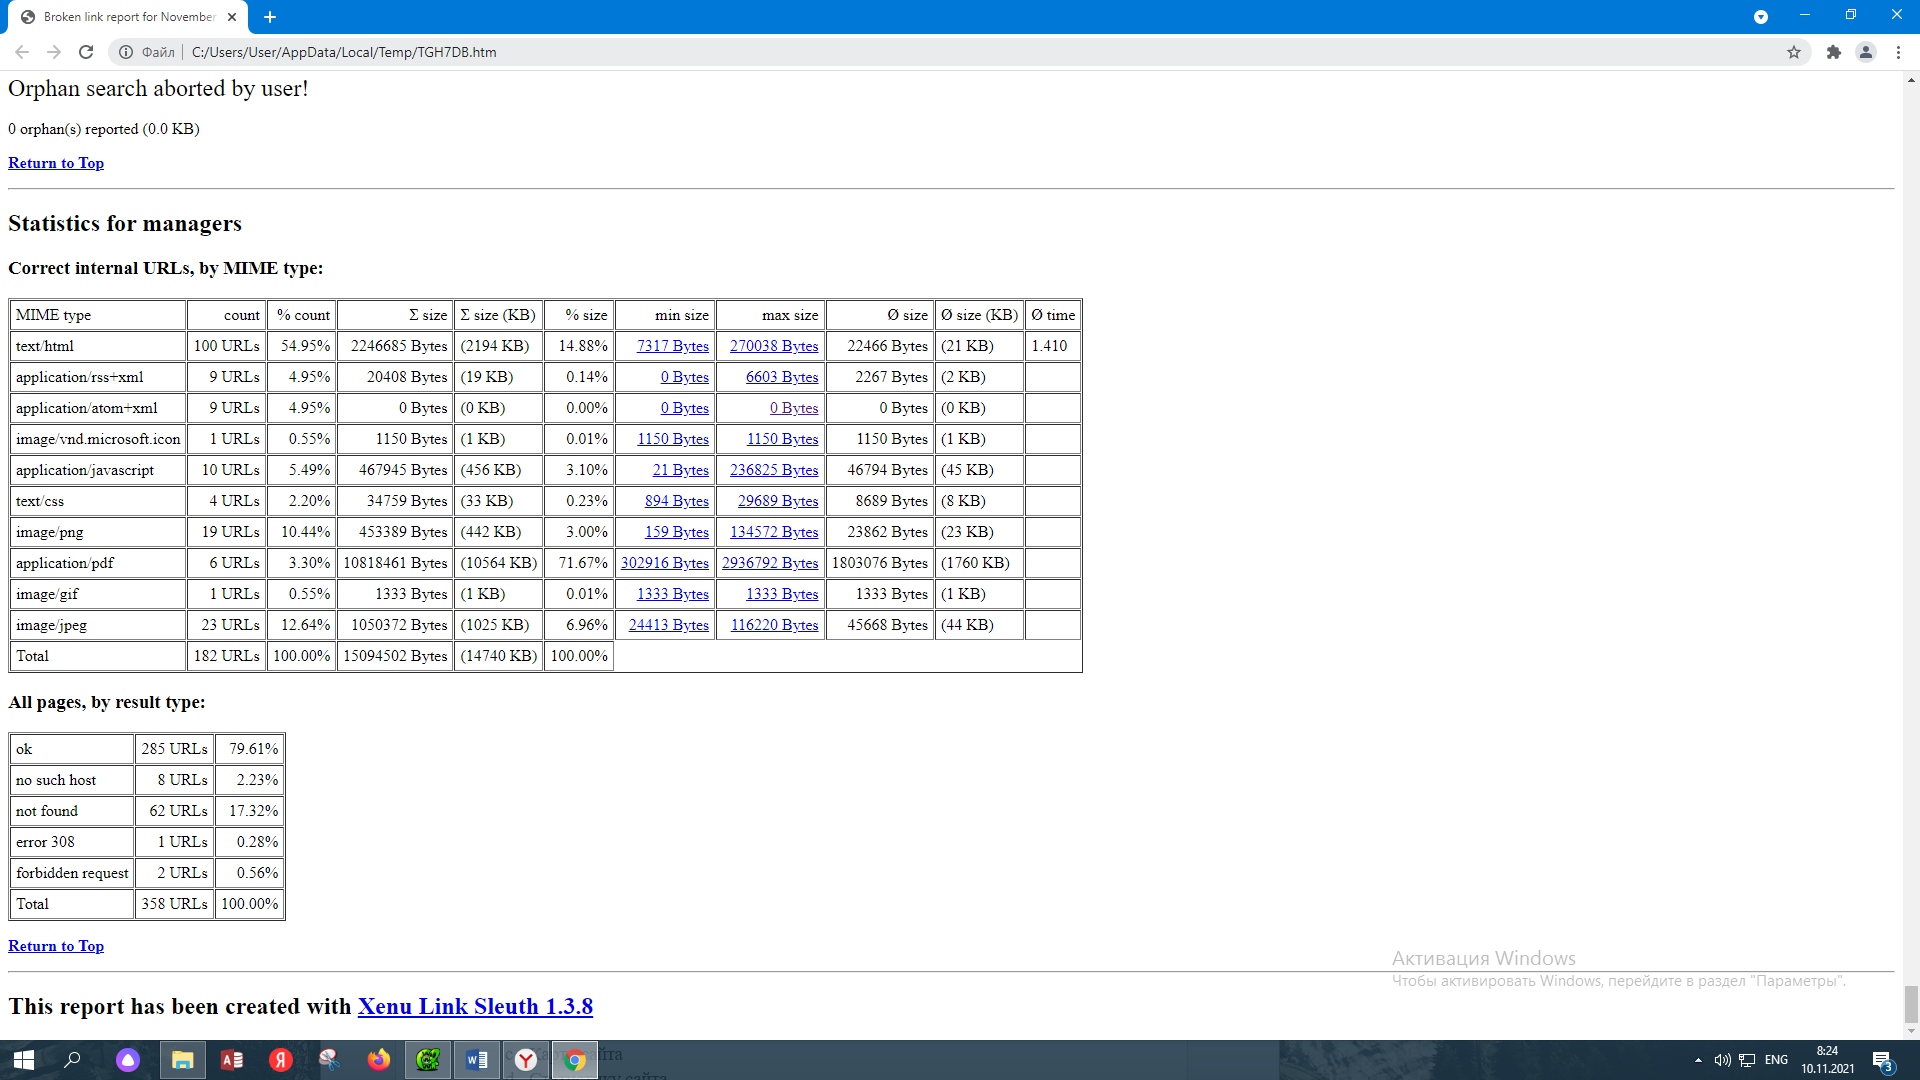 Broken link report for November
Файл C:/Users/User/AppData/Local/Temp/TGH7DB.htm
Orphan search aborted by user!
0 orphan(s) reported (0.0 KB)
Return to Top
Statistics for managers
Correct internal URLs, by MIME type:
MIME type count % count Σ size Σ size (KB) % size min size max size Ø size Ø size (KB) Ø time
text/html 100 URLs 54.95% 2246685 Bytes (2194 KB) 14.88% 7317 Bytes 270038 Bytes 22466 Bytes (21 KB) 1.410
application/rss+xml 9 URLs 4.95% 20408 Bytes (19 KB) 0.14% 0 Bytes 6603 Bytes 2267 Bytes (2 KB)
application/atom+xml 9 URLs 4.95% 0 Bytes (0 KB) 0.00% 0 Bytes 0 Bytes 0 Bytes (0 KB)
image/vnd.microsoft.icon 1 URLs 0.55% 1150 Bytes (1 KB) 0.01% 1150 Bytes 1150 Bytes 1150 Bytes (1 KB)
application/javascript 10 URLs 5.49% 467945 Bytes (456 KB) 3.10% 21 Bytes 236825 Bytes 46794 Bytes (45 KB)
text/css 4 URLs 2.20% 34759 Bytes (33 KB) 0.23% 894 Bytes 29689 Bytes 8689 Bytes (8 KB)
image/png 19 URLs 10.44% 453389 Bytes (442 KB) 3.00% 159 Bytes 134572 Bytes 23862 Bytes (23 KB)
application/pdf 6 URLs 3.30% 10818461 Bytes (10564 KB) 71.67% 302916 Bytes 2936792 Bytes 1803076 Bytes (1760 KB)
image/gif 1 URLs 0.55% 1333 Bytes (1 KB) 0.01% 1333 Bytes 1333 Bytes 1333 Bytes (1 KB)
image/jpeg 23 URLs 12.64% 1050372 Bytes (1025 KB) 6.96% 24413 Bytes 116220 Bytes 45668 Bytes (44 KB)
Total 182 URLs 100.00% 15094502 Bytes (14740 KB) 100.00%
All pages, by result type:
ok 285 URLs 79.61%
no such host 8 URLs 2.23%
not found 62 URLs 17.32%
error 308 1 URLs 0.28%
forbidden request 2 URLs 0.56%
Total 358 URLs 100.00%
Return to Top
Активация Windows
Чтобы активировать Windows, перейдите в раздел "Параметры".
This report has been created with Xenu Link Sleuth 1.3.8
ENG
8:24
10.11.2021
3